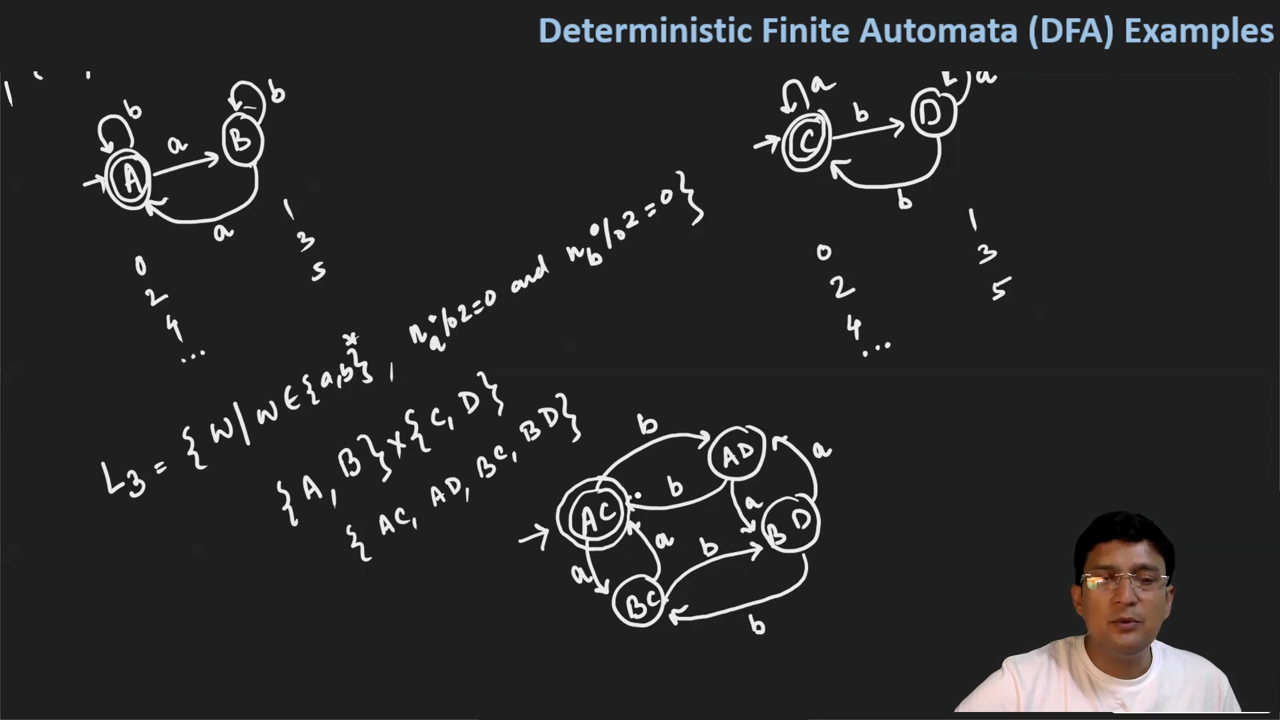 Deterministic Finite Automata (DFA) Examples
b
b
a
A
B
a
0
2
4
...
1
3
5
a
a
b
C
D
b
0
2
4
...
1
3
5
L3 = { W | W ∈ {a,b}*, na%2=0 and nb%2=0 }
{A, B} × {C, D}
{ AC, AD, BC, BD }
b
AD
a
b
AC
a
BD
a
a
b
BC
b